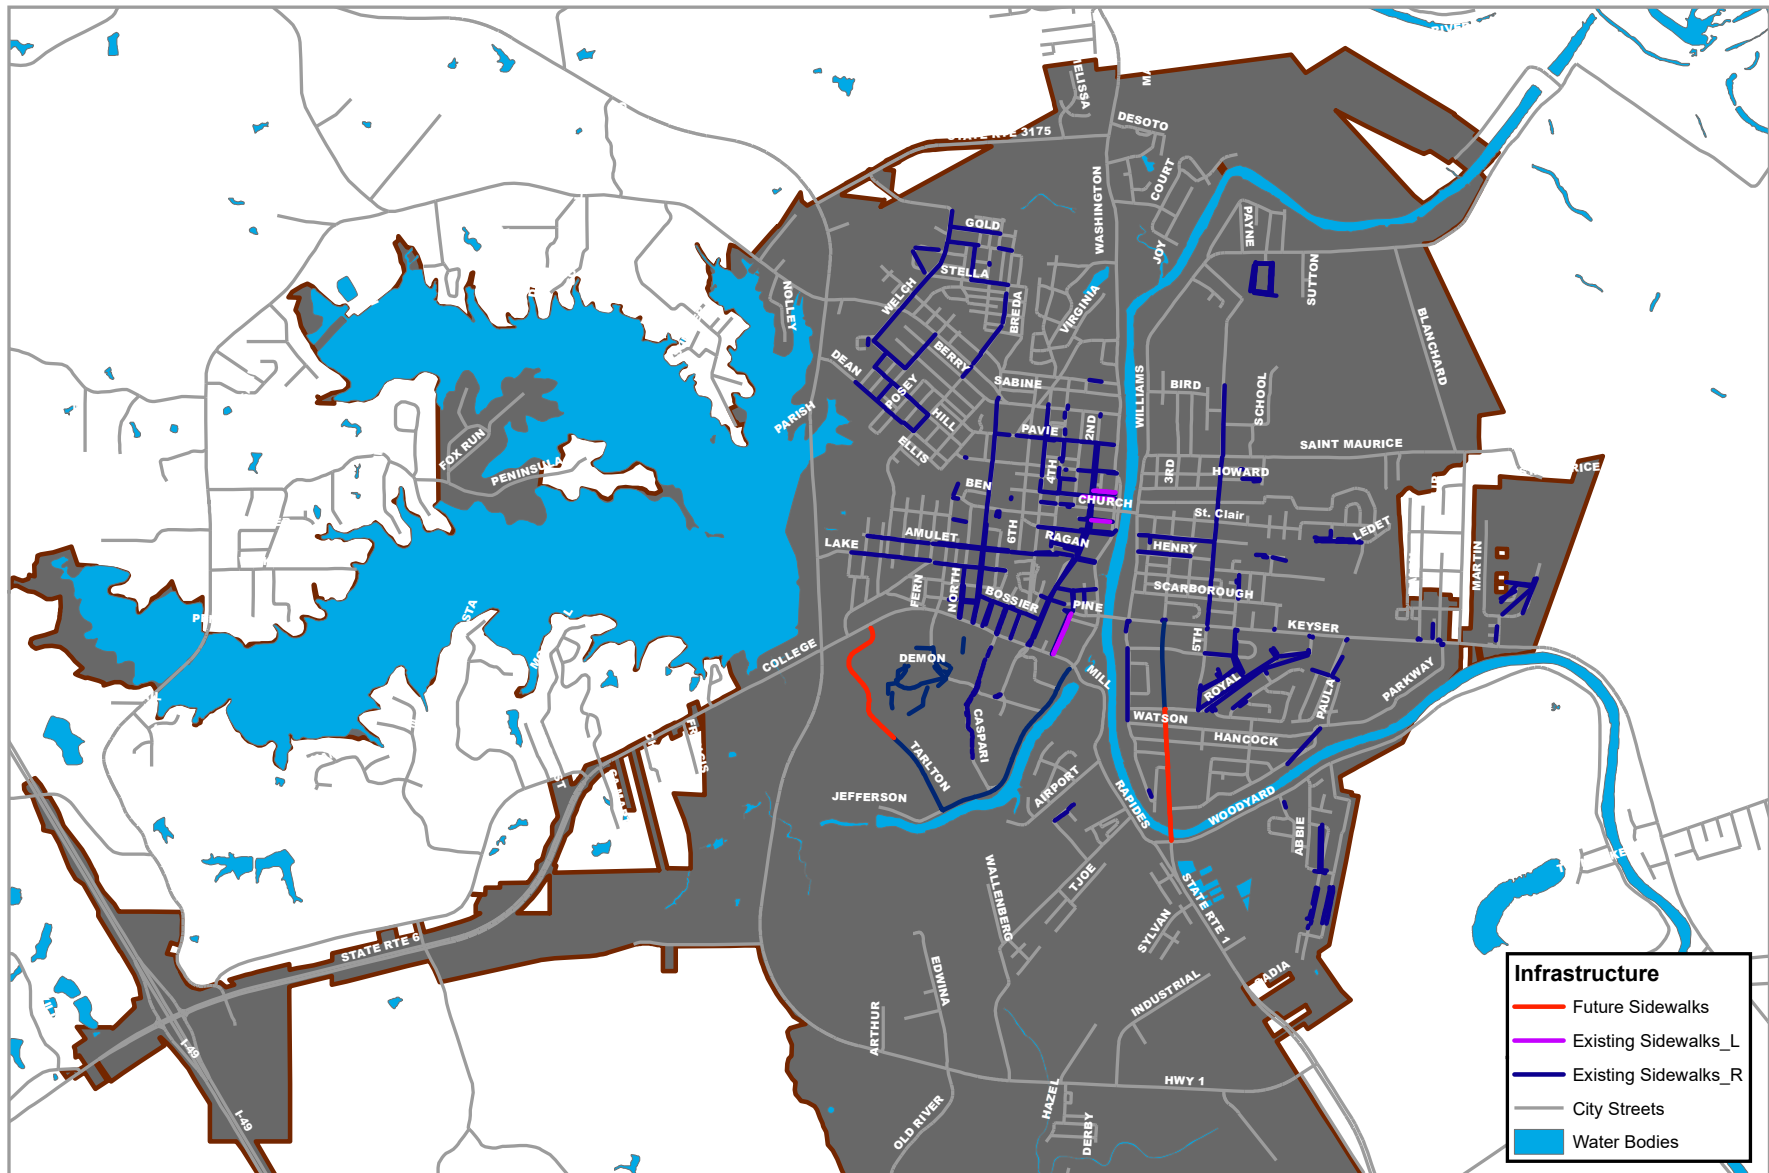 MELISSA
DESOTO
STATE RTE 3175
COURT
WASHINGTON
GOLD
PAYNE
JOY
STELLA
NOLLEY
WELCH
BREDA
VIRGINIA
SUTTON
BLANCHARD
DEAN
BERRY
SABINE
BIRD
WILLIAMS
SCHOOL
POSEY
HILL
PARISH
PAVIE
2ND
SAINT MAURICE
FOX RUN
ELLIS
PENINSULA
4TH
3RD
HOWARD
BEN
CHURCH
St. Clair
LEDET
6TH
AMULET
RAGAN
LAKE
HENRY
MARTIN
FERN
NORTH
BOSSIER
SCARBOROUGH
PINE
KEYSER
5TH
COLLEGE
DEMON
MILL
ROYAL
PAULA
PARKWAY
WATSON
CASPARI
HANCOCK
TARLTON
AIRPORT
JEFFERSON
RAPIDES
WOODYARD
ABBIE
WALLENBERG
TJOE
STATE RTE 1
SYLVAN
STATE RTE 6
EDWINA
INDUSTRIAL
ARTHUR
I-49
HWY 1
HAZEL
OLD RIVER
DERBY
I-49
Infrastructure
Future Sidewalks
Existing Sidewalks_L
Existing Sidewalks_R
City Streets
Water Bodies